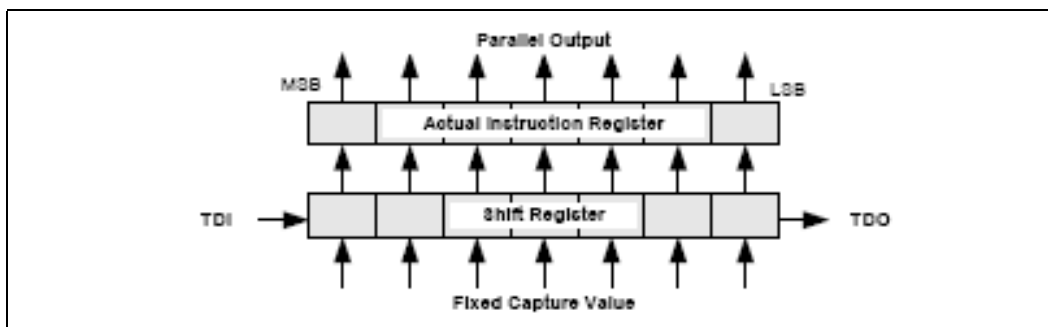 Parallel Output
MSB
LSB
Actual Instruction Register
TDI
Shift Register
TDO
Fixed Capture Value